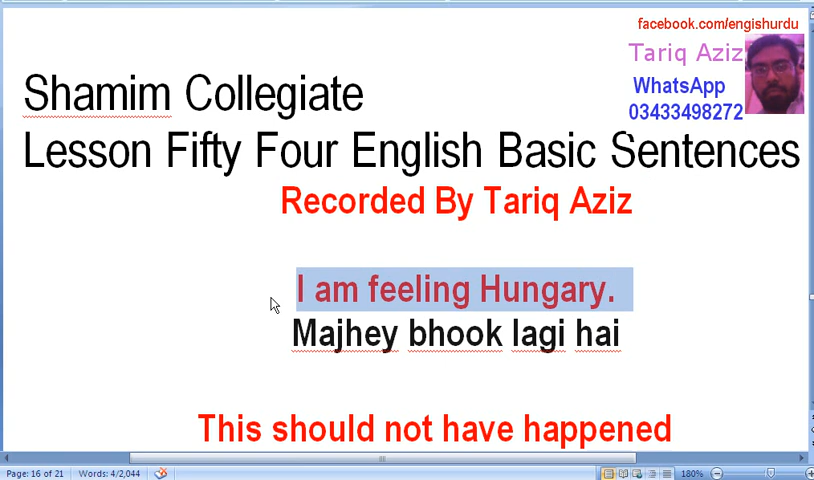 facebook.com/engishurdu
Tariq Aziz
WhatsApp
03433498272
Shamim Collegiate
Lesson Fifty Four English Basic Sentences
Recorded By Tariq Aziz
I am feeling Hungary.
Majhey bhook lagi hai
This should not have happened
Page: 16 of 21 Words: 4/2,044 180%